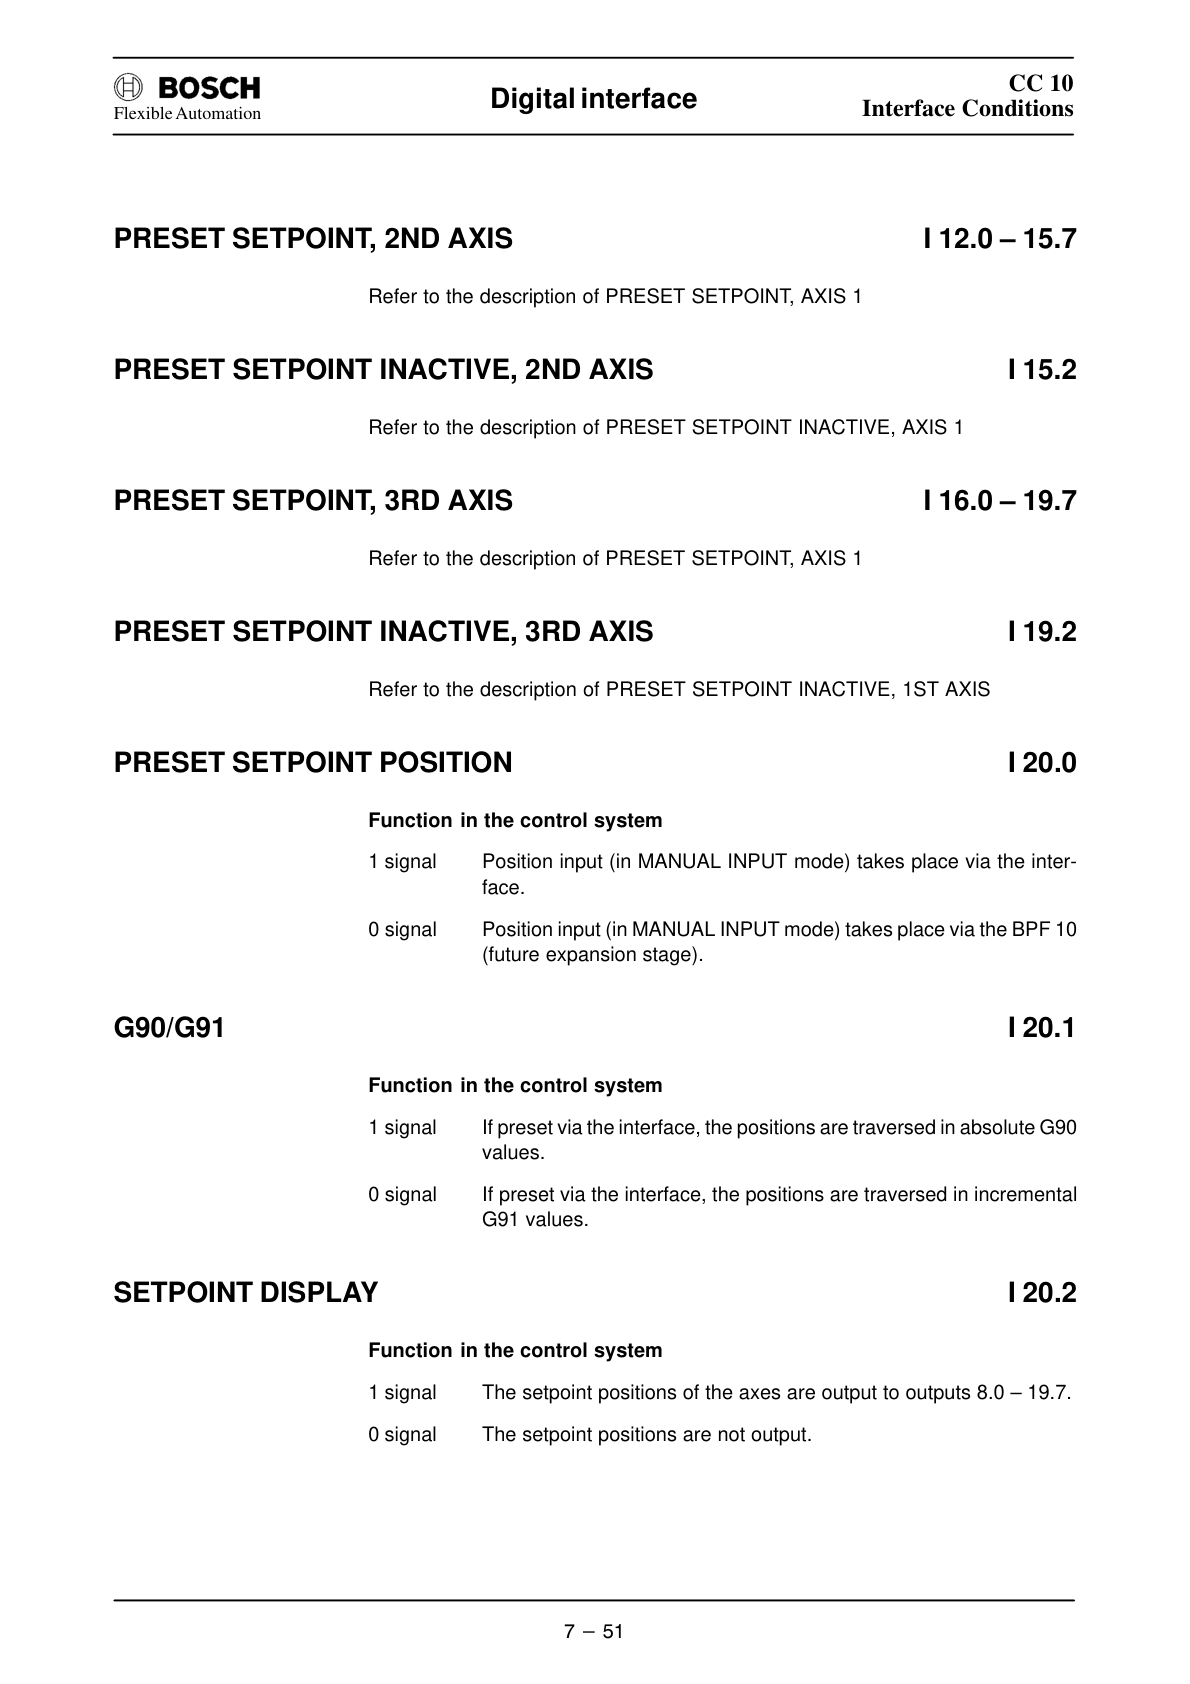 BOSCH
Flexible Automation
Digital interface
CC 10
Interface Conditions
PRESET SETPOINT, 2ND AXIS I 12.0 – 15.7
Refer to the description of PRESET SETPOINT, AXIS 1
PRESET SETPOINT INACTIVE, 2ND AXIS I 15.2
Refer to the description of PRESET SETPOINT INACTIVE, AXIS 1
PRESET SETPOINT, 3RD AXIS I 16.0 – 19.7
Refer to the description of PRESET SETPOINT, AXIS 1
PRESET SETPOINT INACTIVE, 3RD AXIS I 19.2
Refer to the description of PRESET SETPOINT INACTIVE, 1ST AXIS
PRESET SETPOINT POSITION I 20.0
Function in the control system
1 signal Position input (in MANUAL INPUT mode) takes place via the inter-
face.
0 signal Position input (in MANUAL INPUT mode) takes place via the BPF 10
(future expansion stage).
G90/G91 I 20.1
Function in the control system
1 signal If preset via the interface, the positions are traversed in absolute G90
values.
0 signal If preset via the interface, the positions are traversed in incremental
G91 values.
SETPOINT DISPLAY I 20.2
Function in the control system
1 signal The setpoint positions of the axes are output to outputs 8.0 – 19.7.
0 signal The setpoint positions are not output.
7 – 51